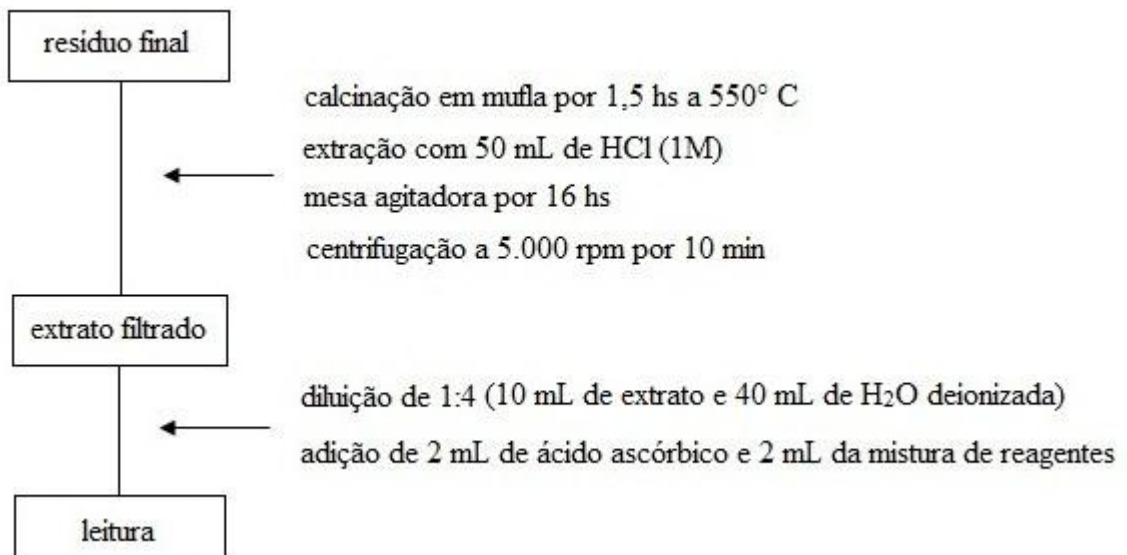 resíduo final
calcinação em mufla por 1,5 hs a 550° C
extração com 50 mL de HCl (1M)
mesa agitadora por 16 hs
centrifugação a 5.000 rpm por 10 min
extrato filtrado
diluição de 1:4 (10 mL de extrato e 40 mL de H₂O deionizada)
adição de 2 mL de ácido ascórbico e 2 mL da mistura de reagentes
leitura